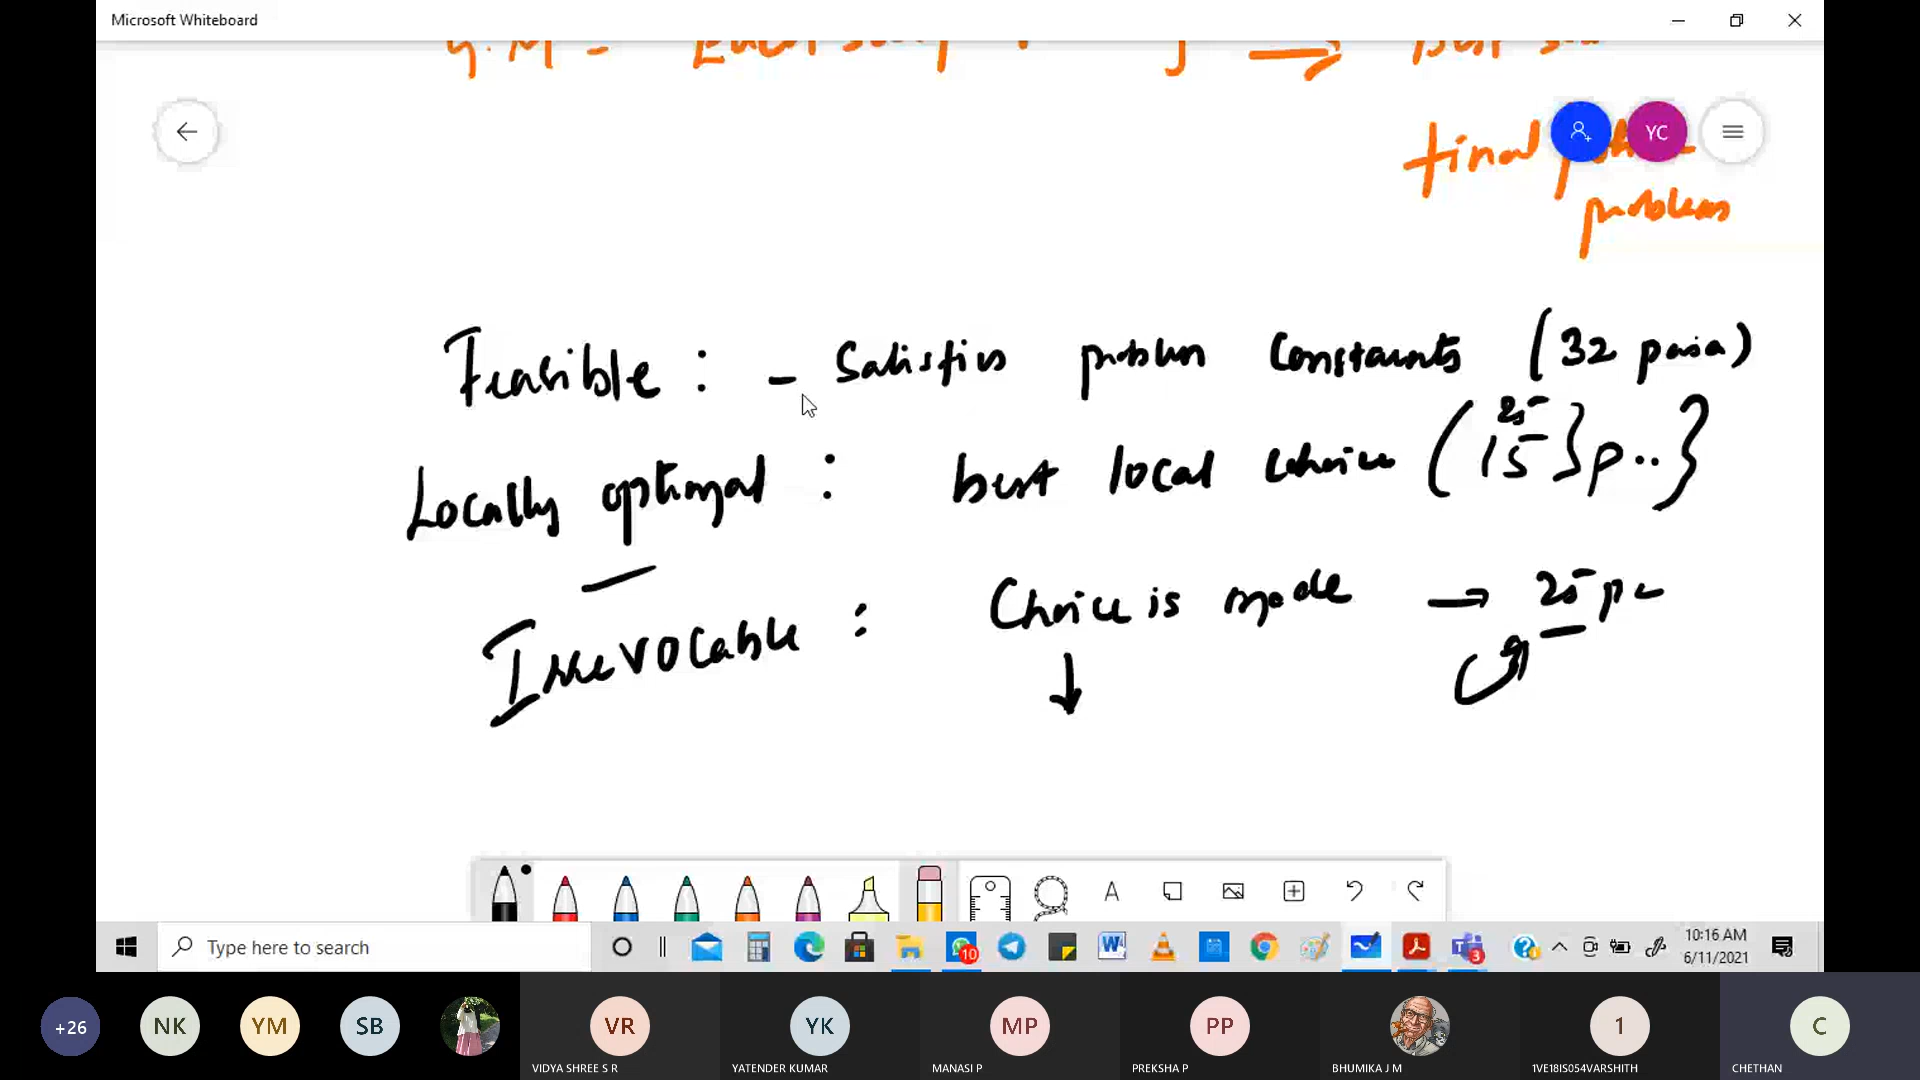 Microsoft Whiteboard
G.M =
YC
final
problem
Feasible : - Satisfies problem Constraints (32 paisa)
25
Locally optimal : best local choice ( 15 } p .. }
Irrevocable : Choice is made → 25 p
↓
A
Type here to search
10
W
3
10:16 AM
6/11/2021
+26
NK
YM
SB
VR
YK
MP
PP
1
C
VIDYA SHREE S R
YATENDER KUMAR
MANASI P
PREKSHA P
BHUMIKA J M
1VE18IS054VARSHITH
CHETHAN